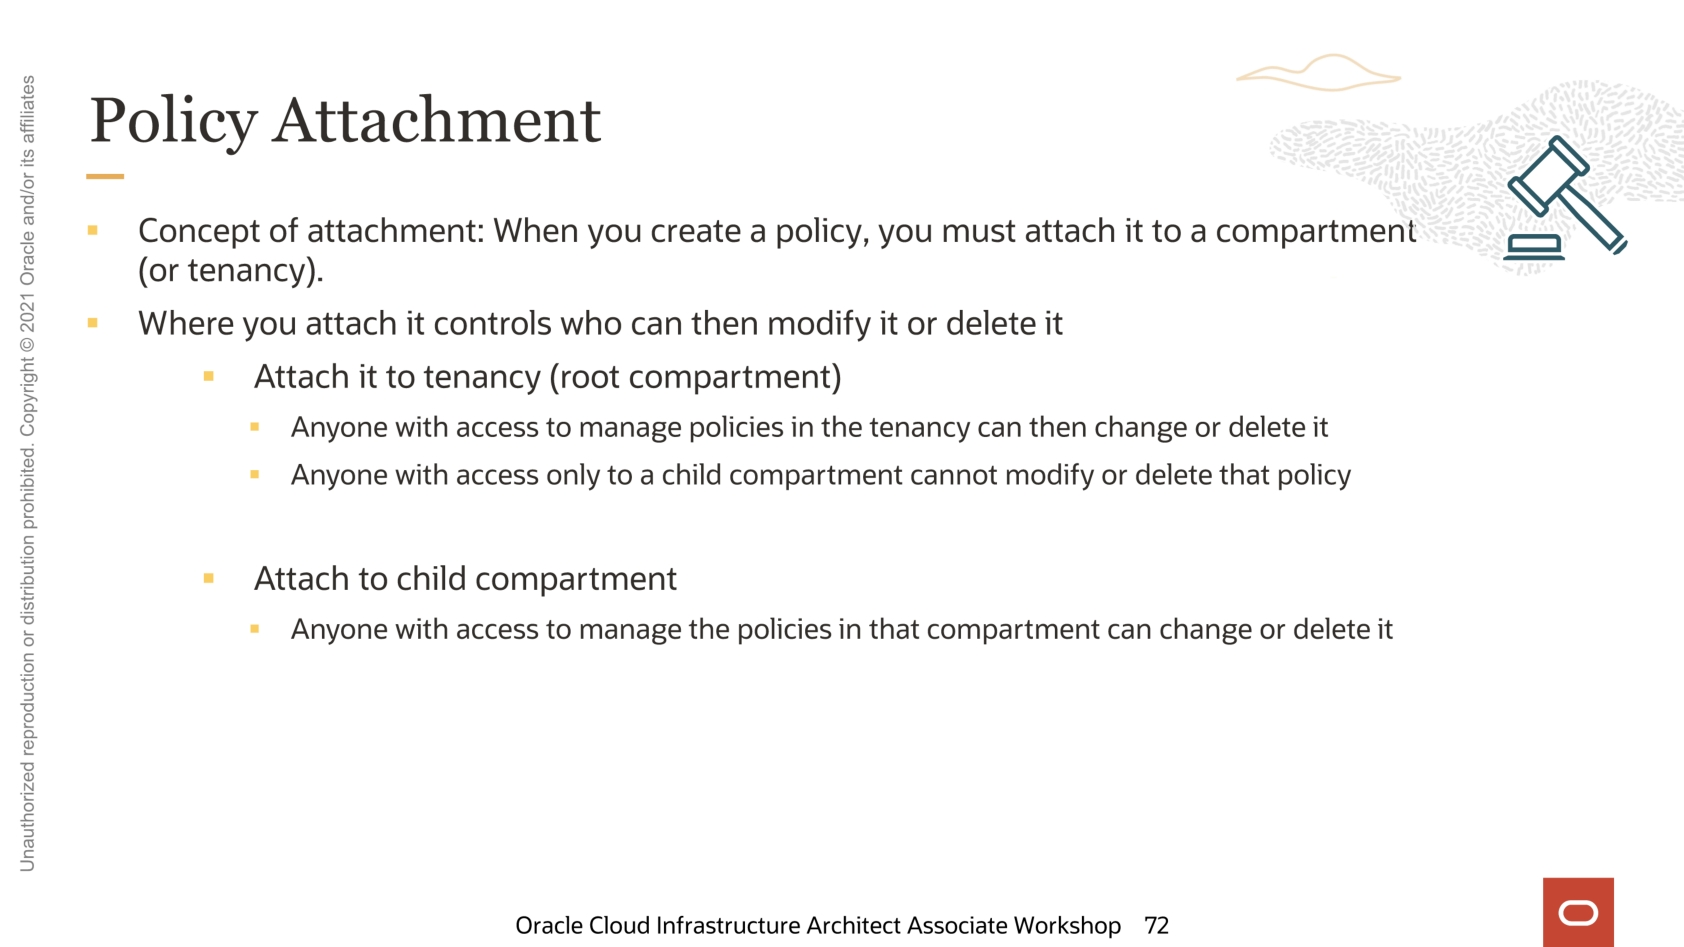 Policy Attachment
Concept of attachment: When you create a policy, you must attach it to a compartment
(or tenancy).
Where you attach it controls who can then modify it or delete it
Attach it to tenancy (root compartment)
Anyone with access to manage policies in the tenancy can then change or delete it
Anyone with access only to a child compartment cannot modify or delete that policy
Attach to child compartment
Anyone with access to manage the policies in that compartment can change or delete it
Unauthorized reproduction or distribution prohibited. Copyright © 2021 Oracle and/or its affiliates
Oracle Cloud Infrastructure Architect Associate Workshop 72